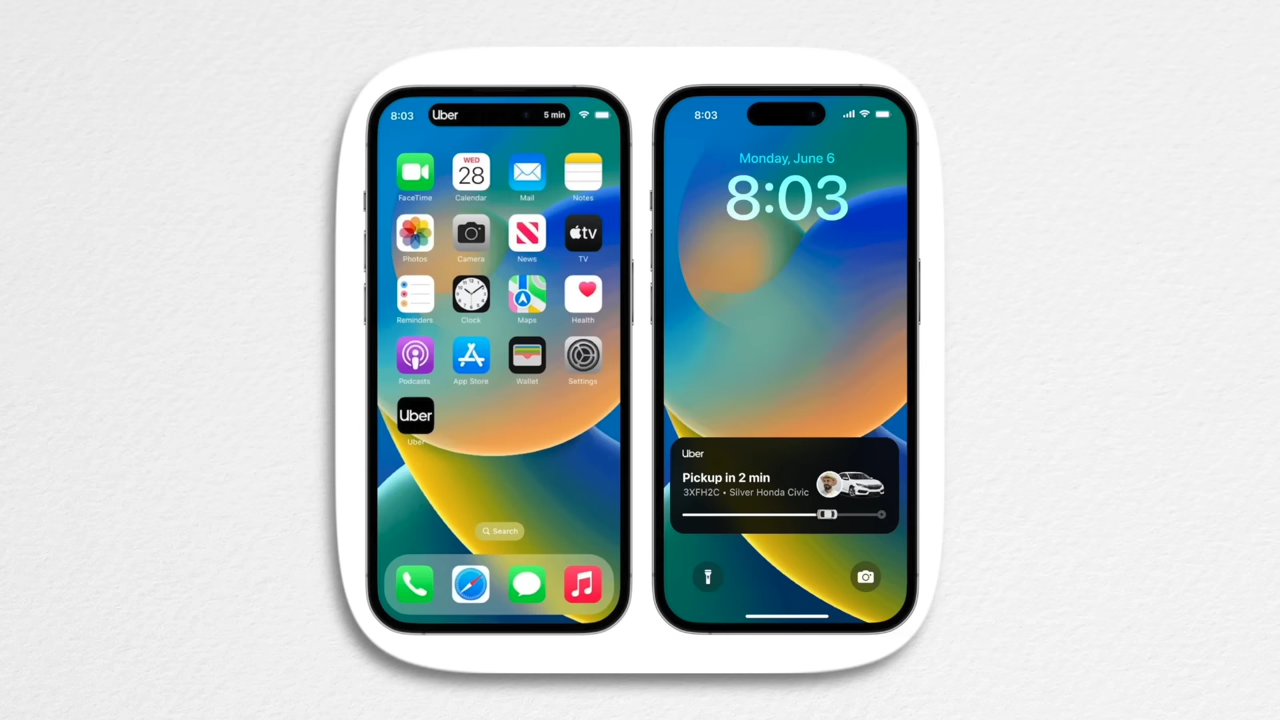 8:03
Uber
5 min
WED
28
FaceTime
Calendar
Mail
Notes
Photos
Camera
News
tv
TV
Reminders
Clock
Maps
Health
Podcasts
App Store
Wallet
Settings
Uber
Uber
Search
8:03
Monday, June 6
8:03
Uber
Pickup in 2 min
3XFH2C • Silver Honda Civic